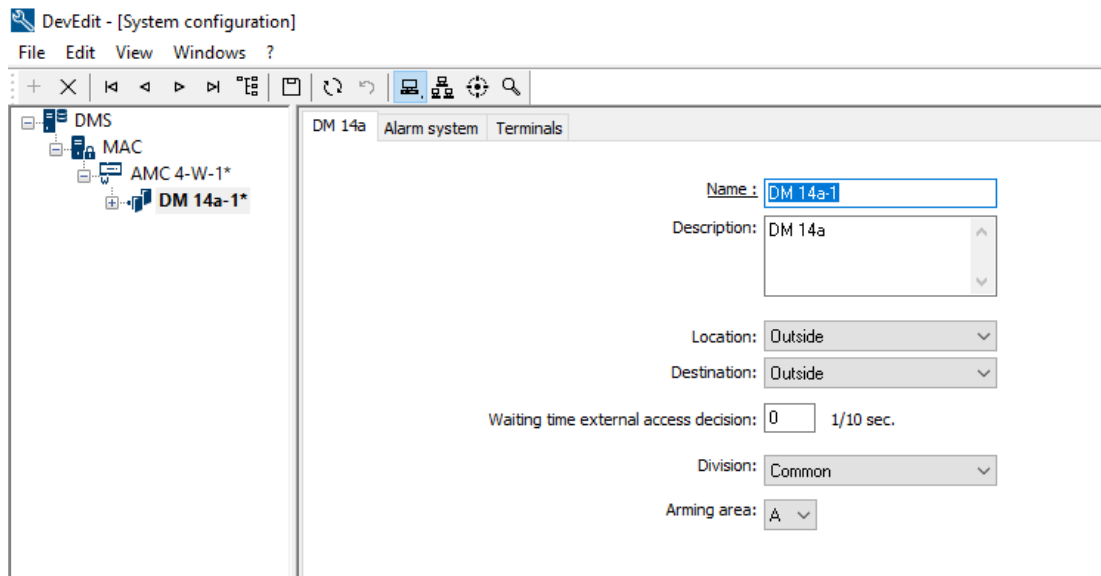 DevEdit - [System configuration]
File Edit View Windows ?
DMS
MAC
AMC 4-W-1*
DM 14a-1*
DM 14a Alarm system Terminals
Name : DM 14a-1
Description: DM 14a
Location: Outside
Destination: Outside
Waiting time external access decision: 0 1/10 sec.
Division: Common
Arming area: A